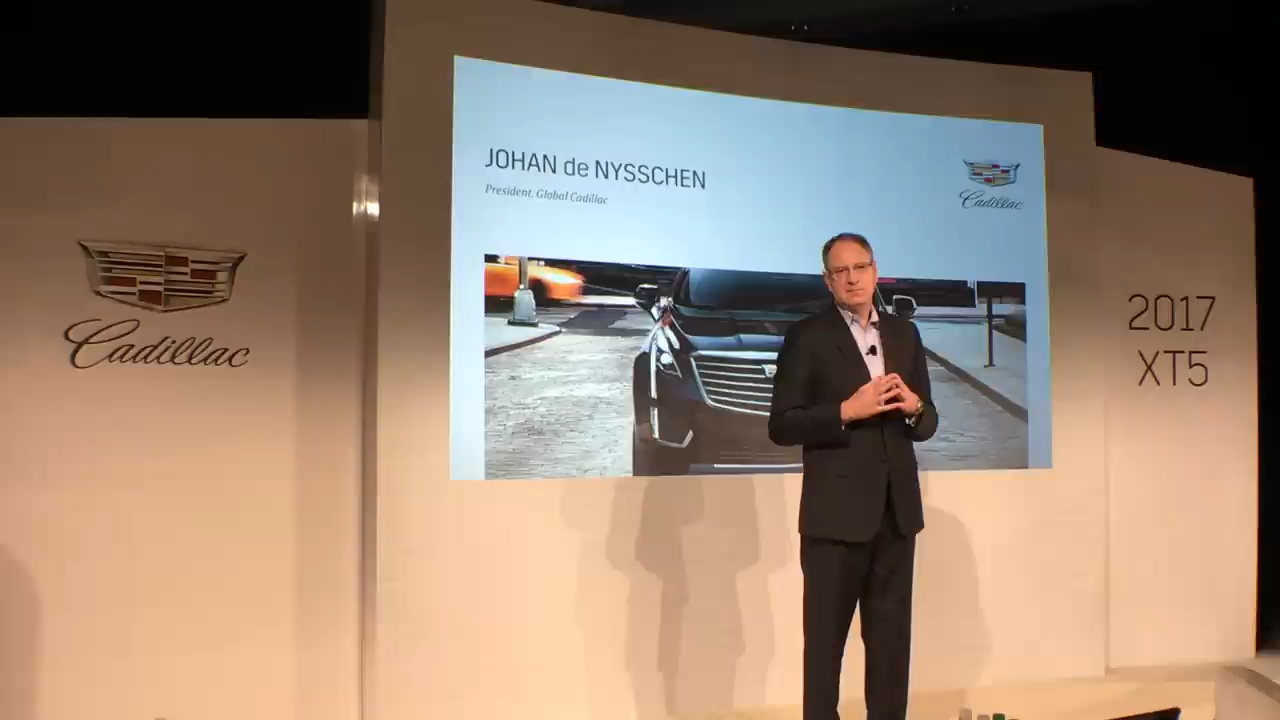 JOHAN de NYSSCHEN
President, Global Cadillac
Cadillac
Cadillac
2017
XT5